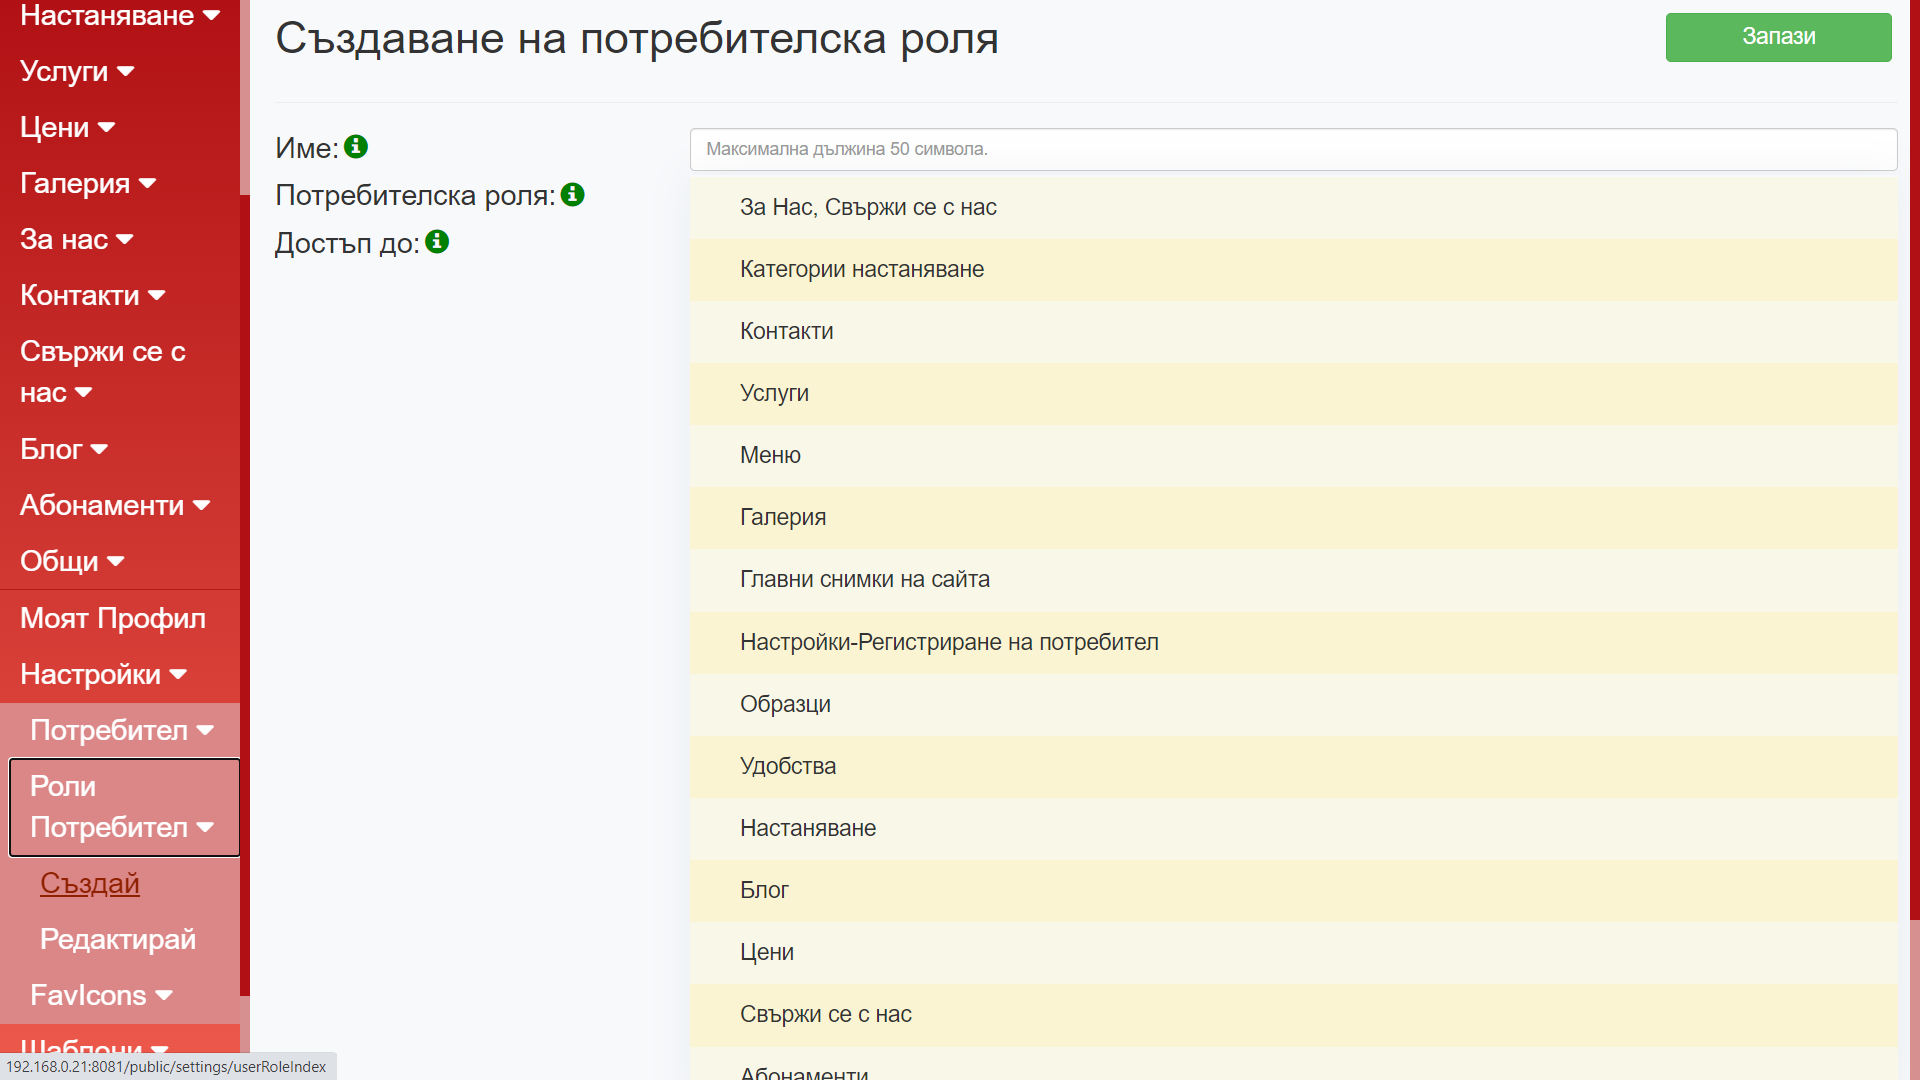 Настаняване
Услуги
Цени
Галерия
За нас
Контакти
Свържи се с
нас
Блог
Абонаменти
Общи
Моят Профил
Настройки
Потребител
Роли
Потребител
Създай
Редактирай
FavIcons
Шаблони
192.168.0.21:8081/public/settings/userRoleIndex
Създаване на потребителска роля
Запази
Име:
Максимална дължина 50 символа.
Потребителска роля:
Достъп до:
За Нас, Свържи се с нас
Категории настаняване
Контакти
Услуги
Меню
Галерия
Главни снимки на сайта
Настройки-Регистриране на потребител
Образци
Удобства
Настаняване
Блог
Цени
Свържи се с нас
Абонаменти